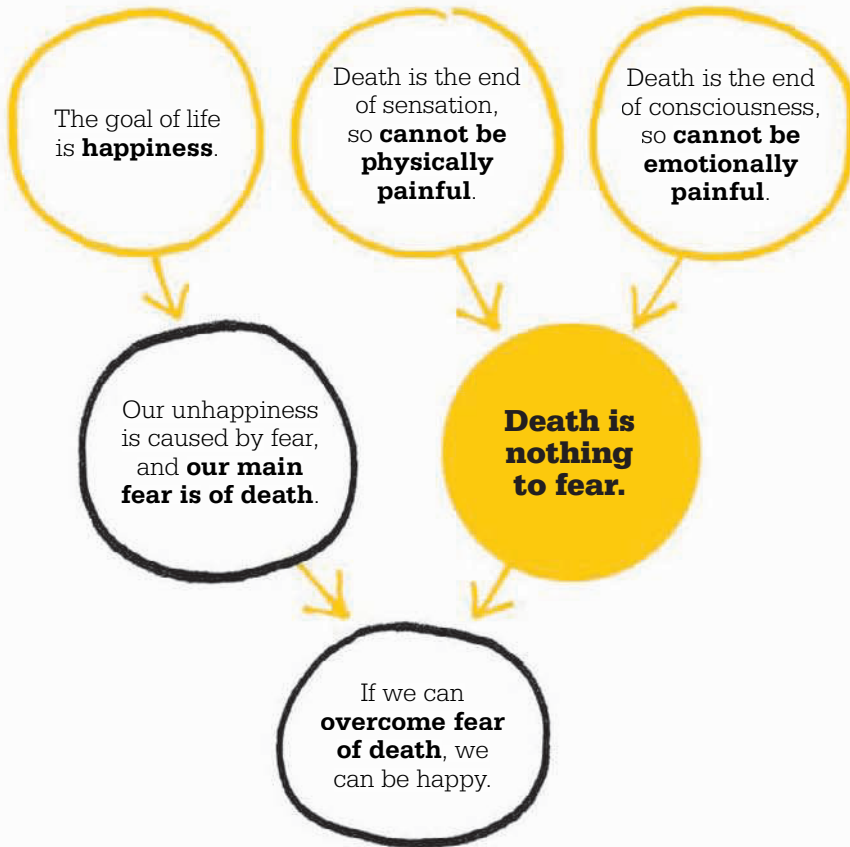 The goal of life
is happiness.
Death is the end
of sensation,
so cannot be
physically
painful.
Death is the end
of consciousness,
so cannot be
emotionally
painful.
Our unhappiness
is caused by fear,
and our main
fear is of death.
Death is
nothing
to fear.
If we can
overcome fear
of death, we
can be happy.